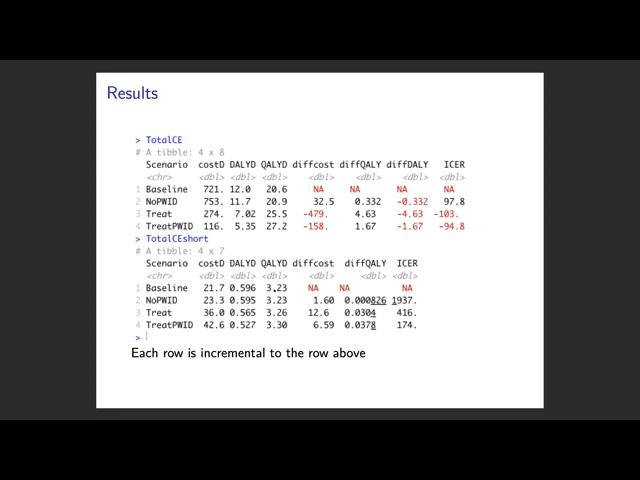 Results
> TotalCE
# A tibble: 4 x 8
Scenario costD DALYD QALYD diffcost diffQALY diffDALY ICER
<chr> <dbl> <dbl> <dbl> <dbl> <dbl> <dbl> <dbl>
1 Baseline 721. 12.0 20.6 NA NA NA NA
2 NoPWID 753. 11.7 20.9 32.5 0.332 -0.332 97.8
3 Treat 274. 7.02 25.5 -479. 4.63 -4.63 -103.
4 TreatPWID 116. 5.35 27.2 -158. 1.67 -1.67 -94.8
> TotalCEshort
# A tibble: 4 x 7
Scenario costD DALYD QALYD diffcost diffQALY ICER
<chr> <dbl> <dbl> <dbl> <dbl> <dbl> <dbl>
1 Baseline 21.7 0.596 3.23 NA NA NA
2 NoPWID 23.3 0.595 3.23 1.60 0.000826 1937.
3 Treat 36.0 0.565 3.26 12.6 0.0304 416.
4 TreatPWID 42.6 0.527 3.30 6.59 0.0378 174.
>
Each row is incremental to the row above